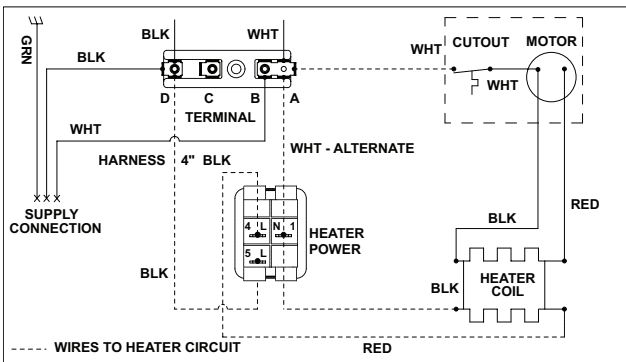 BLK WHT
GRN
BLK
WHT
CUTOUT MOTOR
WHT
D C B A
TERMINAL
WHT
HARNESS 4" BLK
WHT - ALTERNATE
SUPPLY
CONNECTION
4 L N 1
5 L
HEATER
POWER
BLK
BLK
RED
BLK
HEATER
COIL
WIRES TO HEATER CIRCUIT
RED